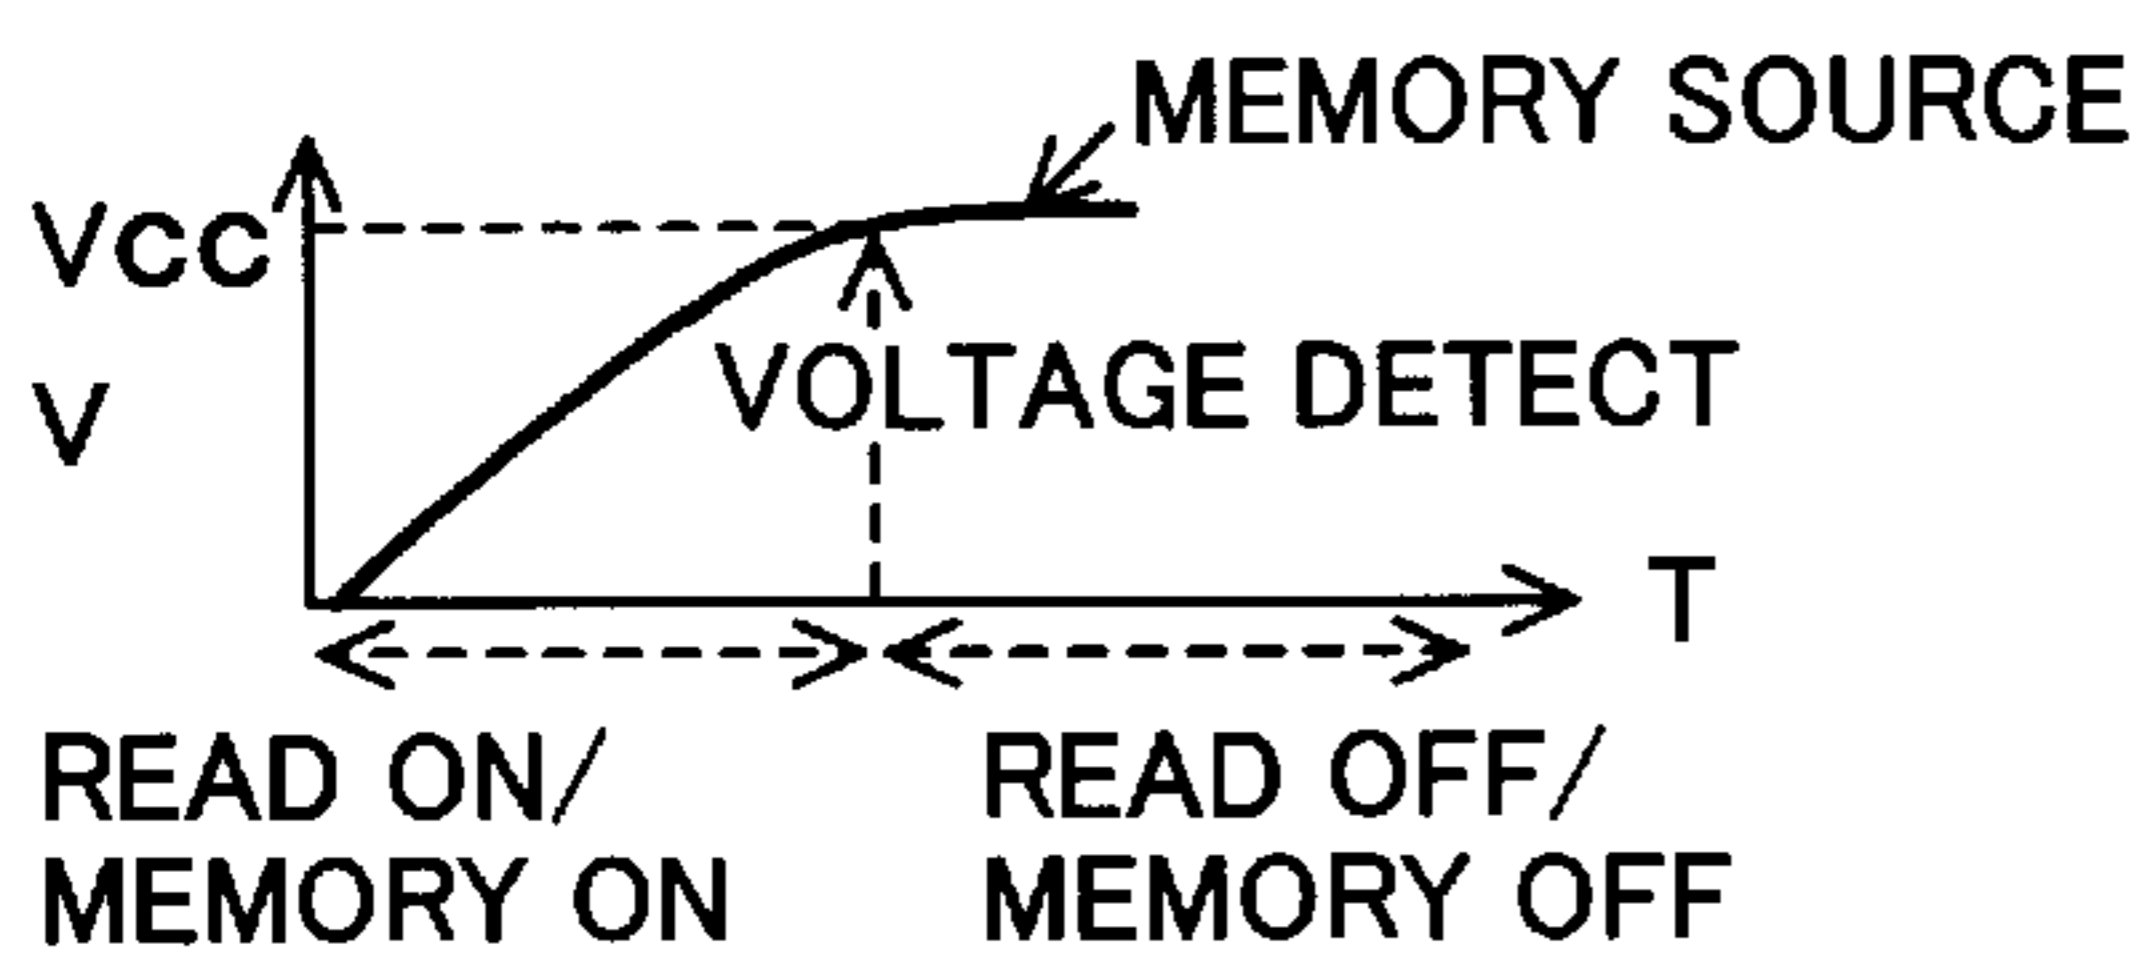 MEMORY SOURCE
VCC
V
VOLTAGE DETECT
T
READ ON/
MEMORY ON
READ OFF/
MEMORY OFF